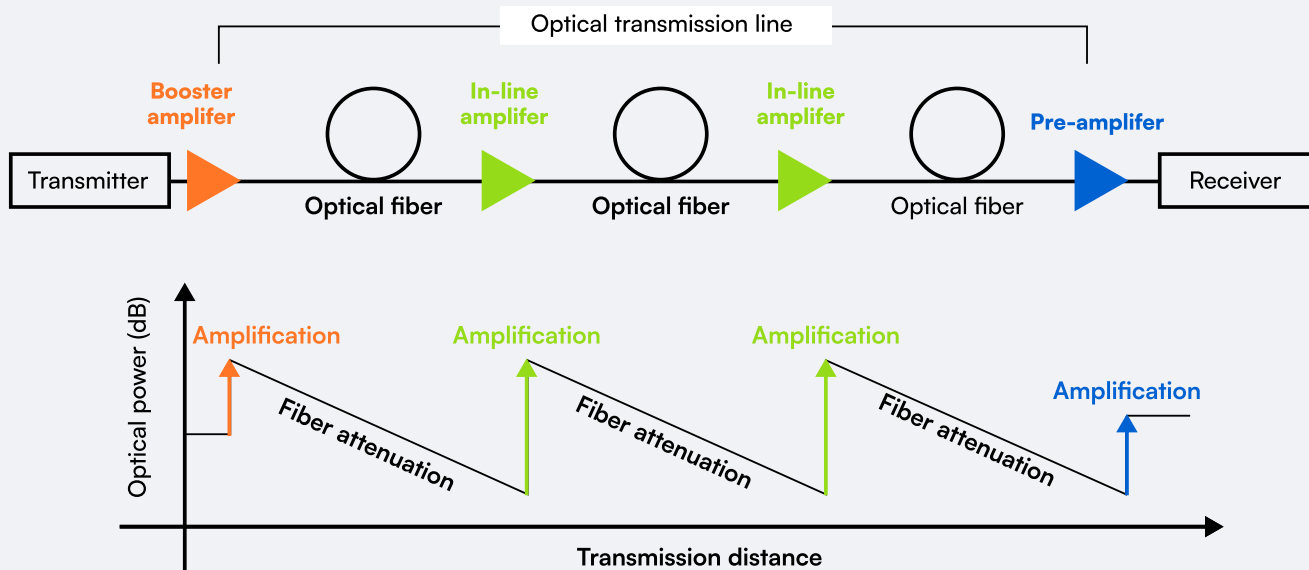 Optical transmission line
Booster
amplifer
In-line
amplifer
In-line
amplifer
Pre-amplifer
Transmitter
Receiver
Optical fiber
Optical fiber
Optical fiber
Optical power (dB)
Amplification
Amplification
Amplification
Amplification
Fiber attenuation
Fiber attenuation
Fiber attenuation
Transmission distance